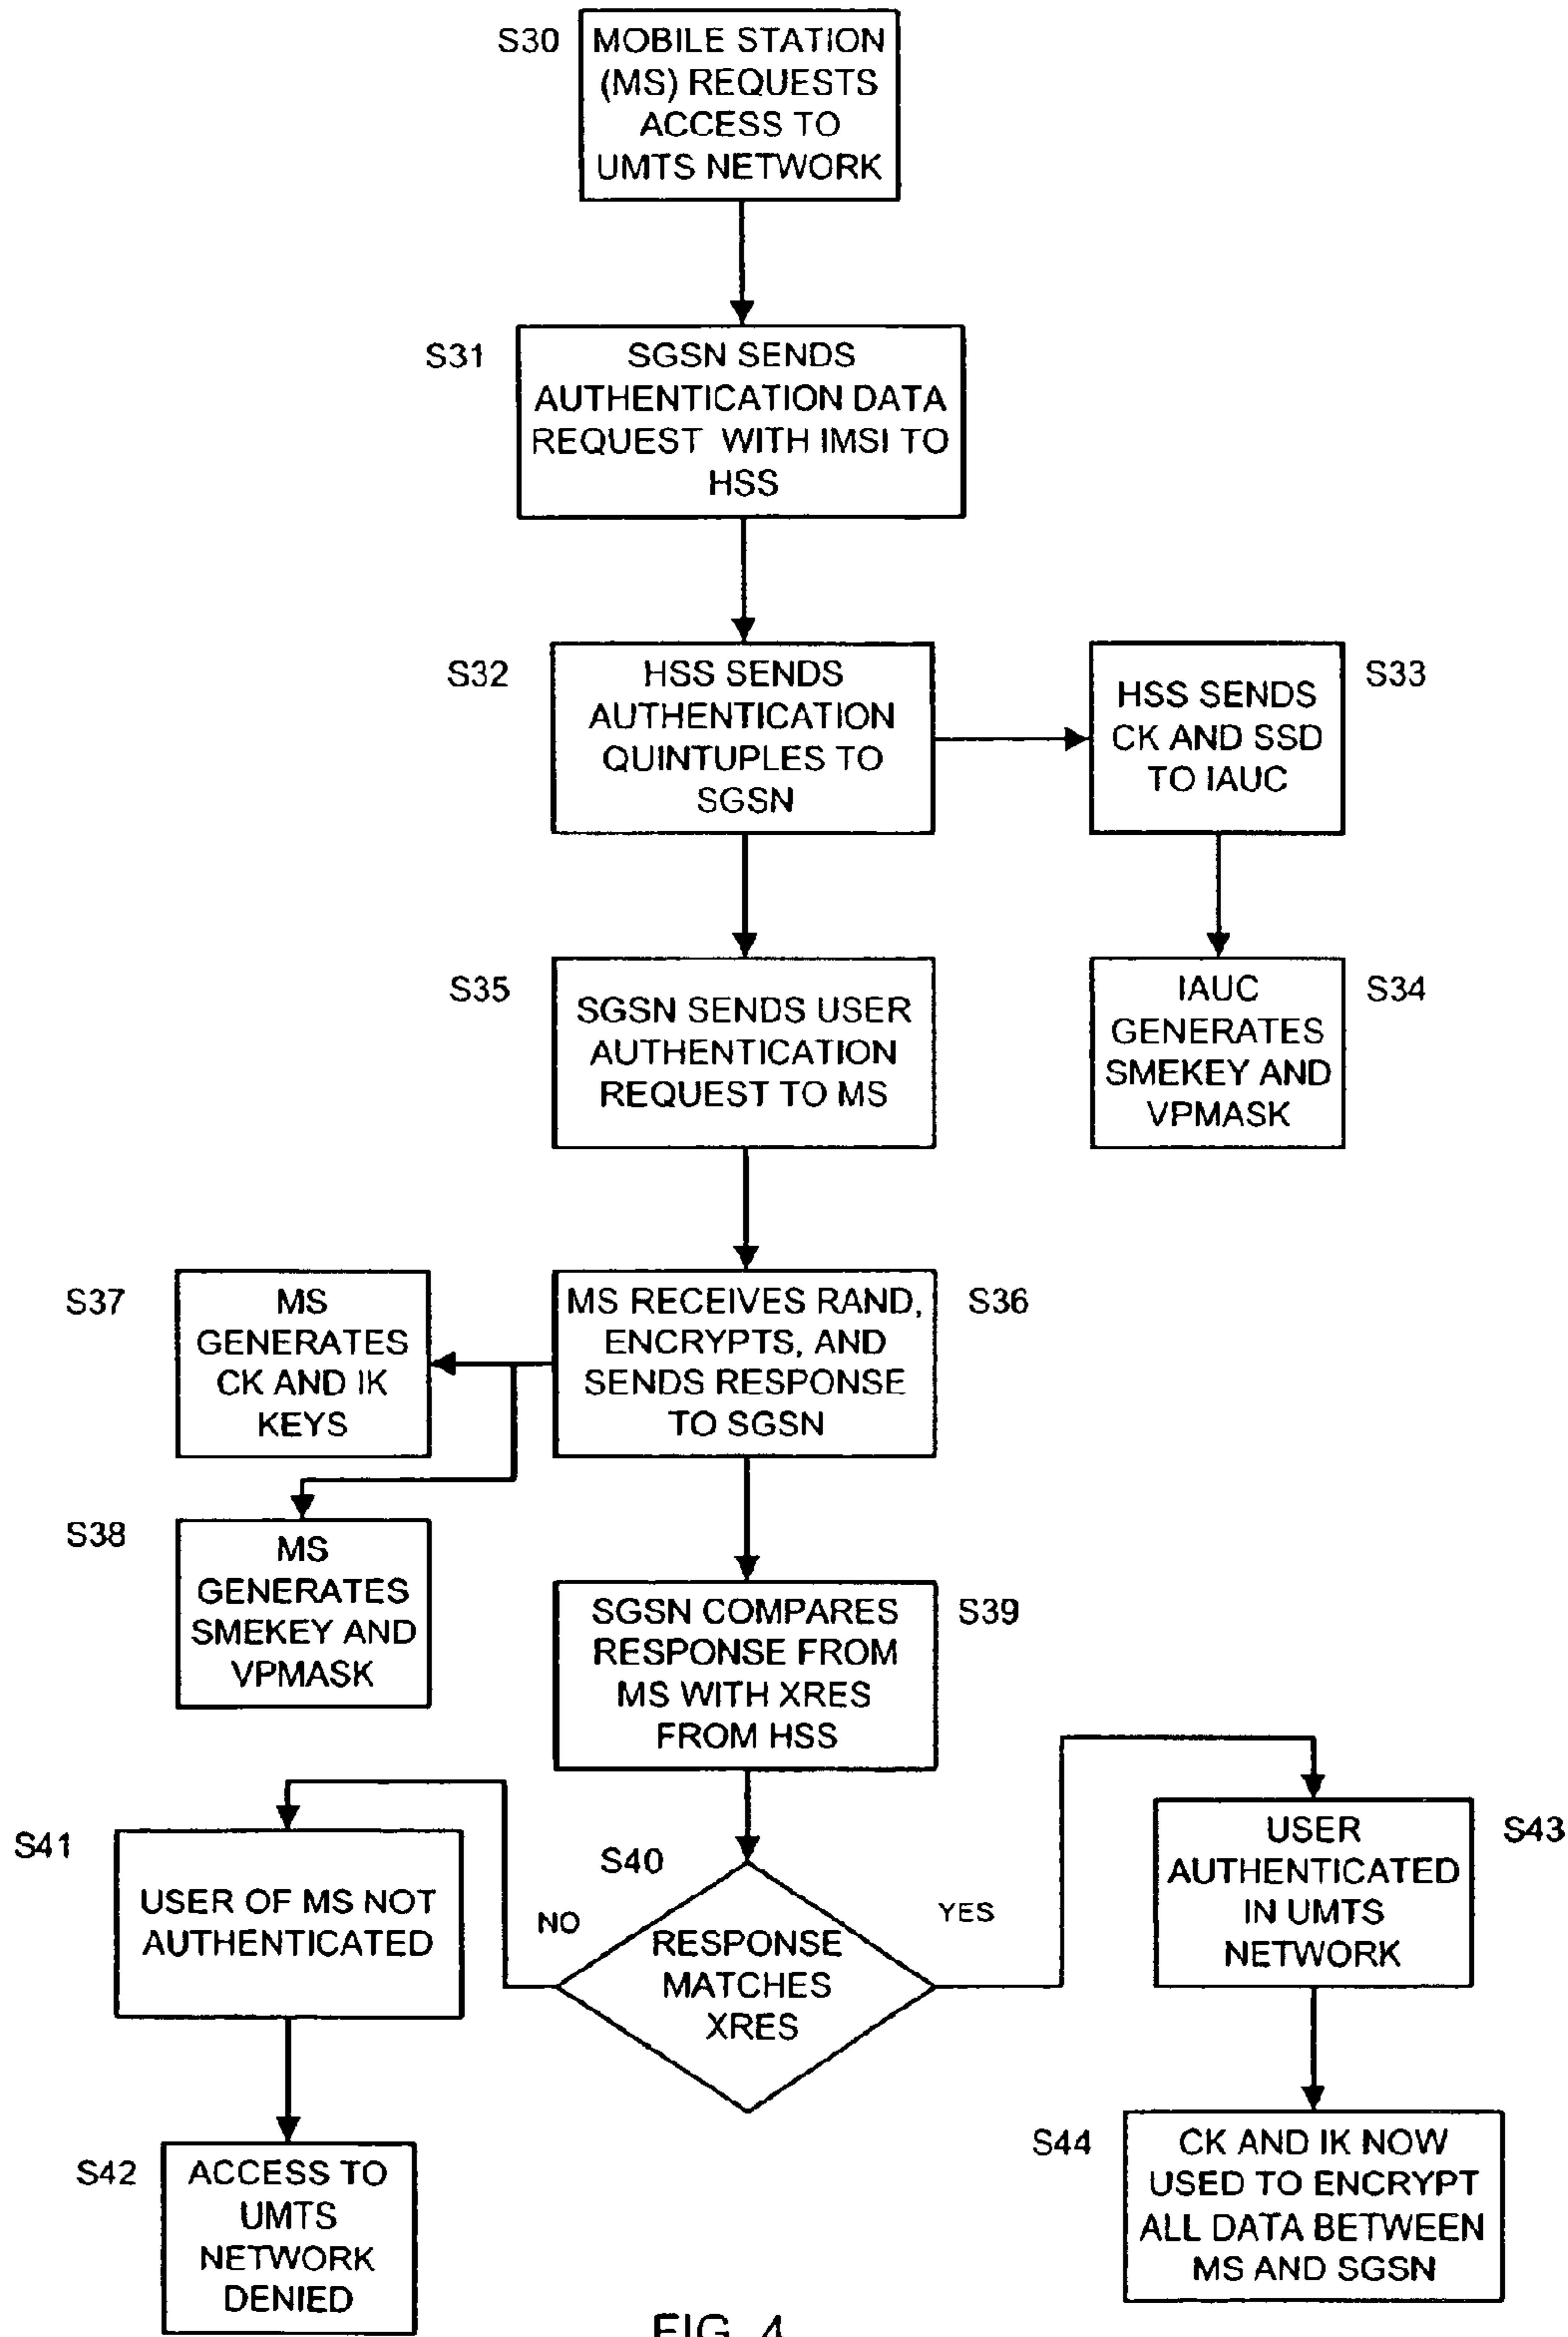 S30
MOBILE STATION
(MS) REQUESTS
ACCESS TO
UMTS NETWORK
S31
SGSN SENDS
AUTHENTICATION DATA
REQUEST WITH IMSI TO
HSS
S32
HSS SENDS
AUTHENTICATION
QUINTUPLES TO
SGSN
S33
HSS SENDS
CK AND SSD
TO IAUC
S35
SGSN SENDS USER
AUTHENTICATION
REQUEST TO MS
S34
IAUC
GENERATES
SMEKEY AND
VPMASK
S37
MS
GENERATES
CK AND IK
KEYS
S36
MS RECEIVES RAND,
ENCRYPTS, AND
SENDS RESPONSE
TO SGSN
S38
MS
GENERATES
SMEKEY AND
VPMASK
S39
SGSN COMPARES
RESPONSE FROM
MS WITH XRES
FROM HSS
S40
RESPONSE
MATCHES
XRES
NO
YES
S41
USER OF MS NOT
AUTHENTICATED
S43
USER
AUTHENTICATED
IN UMTS
NETWORK
S42
ACCESS TO
UMTS
NETWORK
DENIED
S44
CK AND IK NOW
USED TO ENCRYPT
ALL DATA BETWEEN
MS AND SGSN
FIG. 4